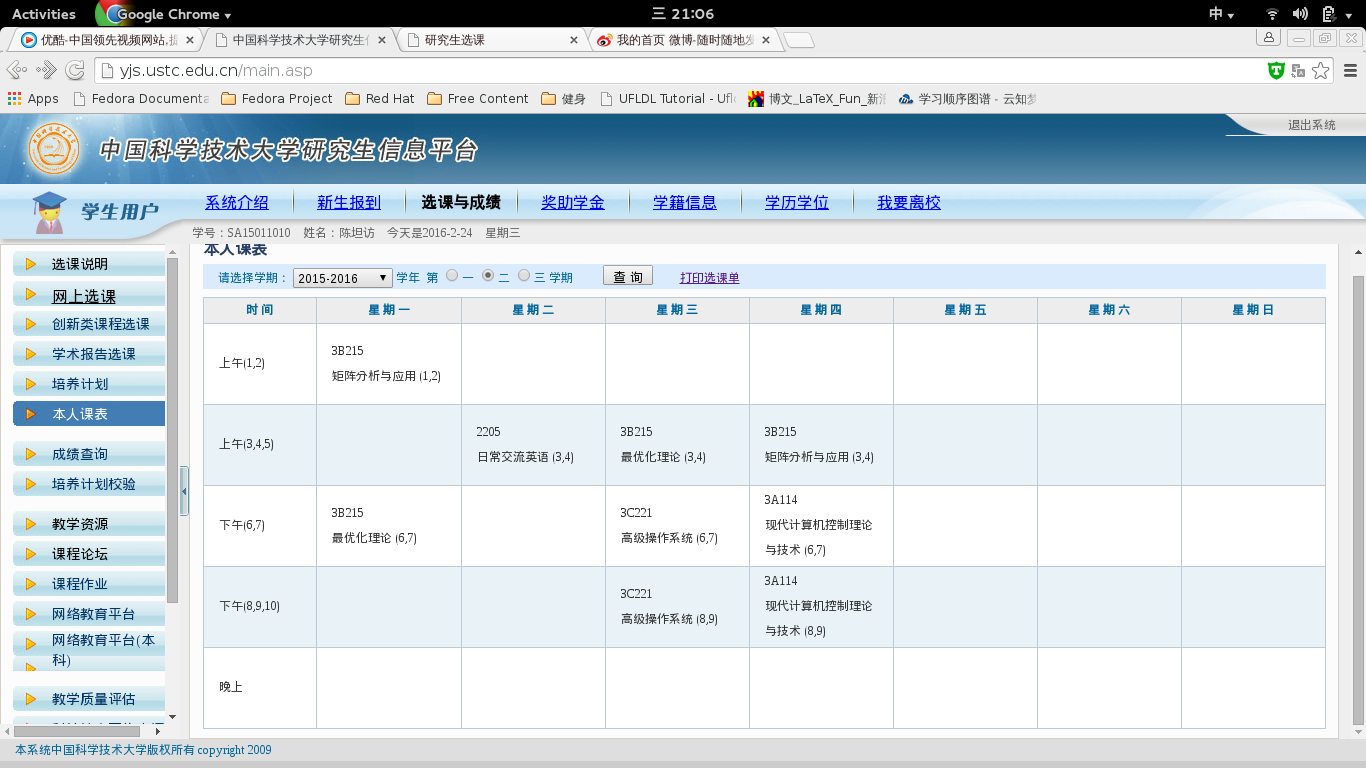 Activities
Google Chrome
三 21:06
中
优酷-中国领先视频网站,提
中国科学技术大学研究生信
研究生选课
我的首页 微博-随时随地发
yjs.ustc.edu.cn/main.asp
Apps
Fedora Documenta
Fedora Project
Red Hat
Free Content
健身
UFLDL Tutorial - Ufl
博文_LaTeX_Fun_新浪
学习顺序图谱 - 云知梦
中国科学技术大学研究生信息平台
退出系统
学生用户
系统介绍
新生报到
选课与成绩
奖助学金
学籍信息
学历学位
我要离校
学号：SA15011010 姓名：陈坦访 今天是2016-2-24 星期三
选课说明
网上选课
创新类课程选课
学术报告选课
培养计划
本人课表
成绩查询
培养计划校验
教学资源
课程论坛
课程作业
网络教育平台
网络教育平台(本
科)
教学质量评估
本人课表
请选择学期： 2015-2016 学年 第 一 二 三 学期 查 询 打印选课单
时 间 星 期 一 星 期 二 星 期 三 星 期 四 星 期 五 星 期 六 星 期 日
上午(1,2)
3B215
矩阵分析与应用 (1,2)
上午(3,4,5)
2205
日常交流英语 (3,4)
3B215
最优化理论 (3,4)
3B215
矩阵分析与应用 (3,4)
下午(6,7)
3B215
最优化理论 (6,7)
3C221
高级操作系统 (6,7)
3A114
现代计算机控制理论
与技术 (6,7)
下午(8,9,10)
3C221
高级操作系统 (8,9)
3A114
现代计算机控制理论
与技术 (8,9)
晚上
本系统中国科学技术大学版权所有 copyright 2009